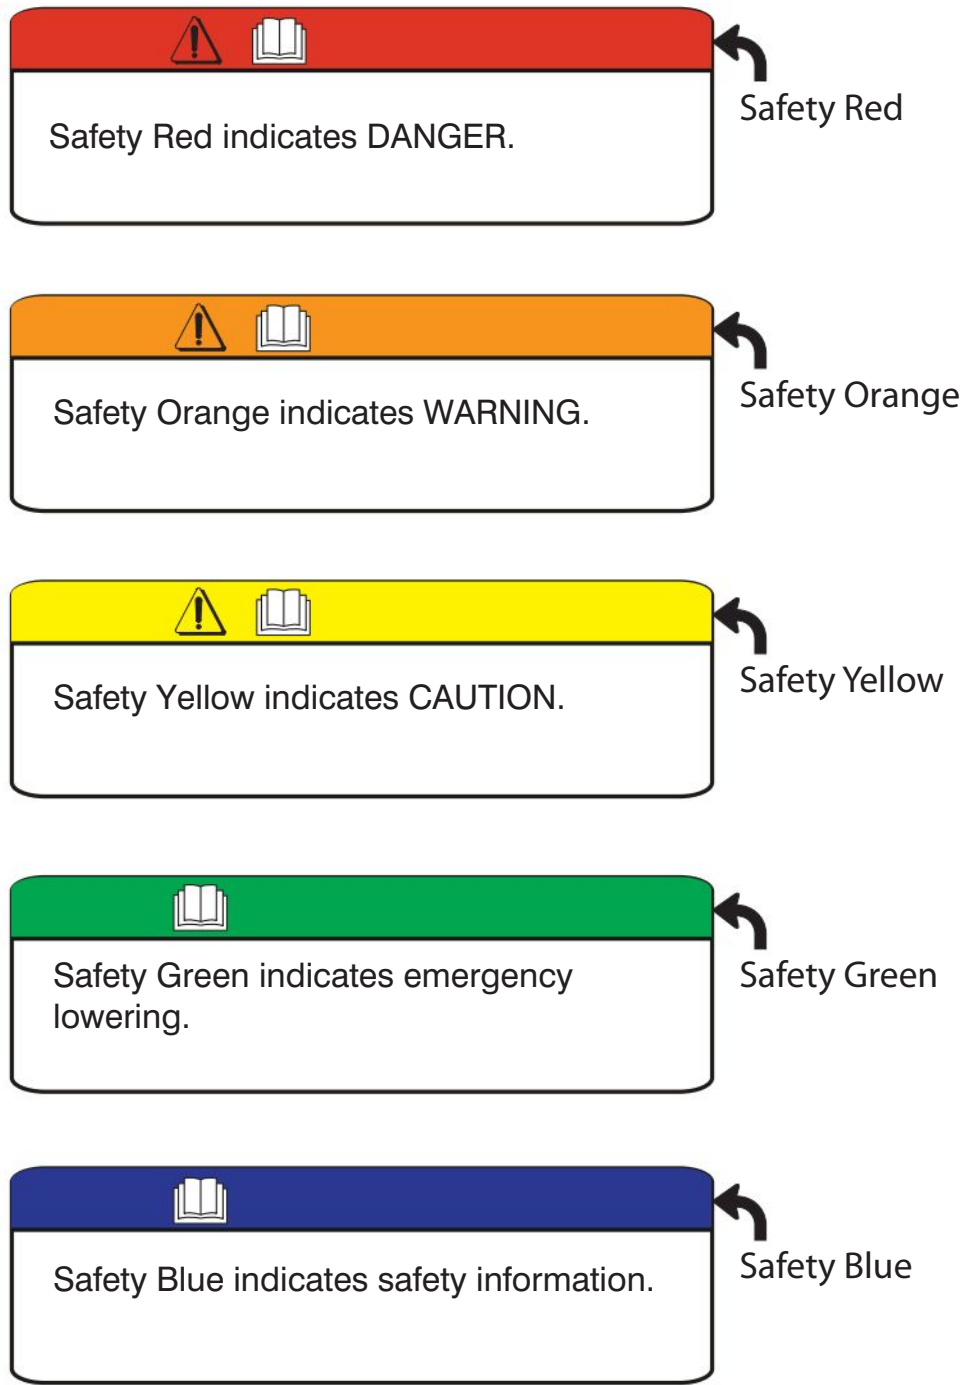 Safety Red indicates DANGER.
Safety Red
Safety Orange indicates WARNING.
Safety Orange
Safety Yellow indicates CAUTION.
Safety Yellow
Safety Green indicates emergency
lowering.
Safety Green
Safety Blue indicates safety information.
Safety Blue